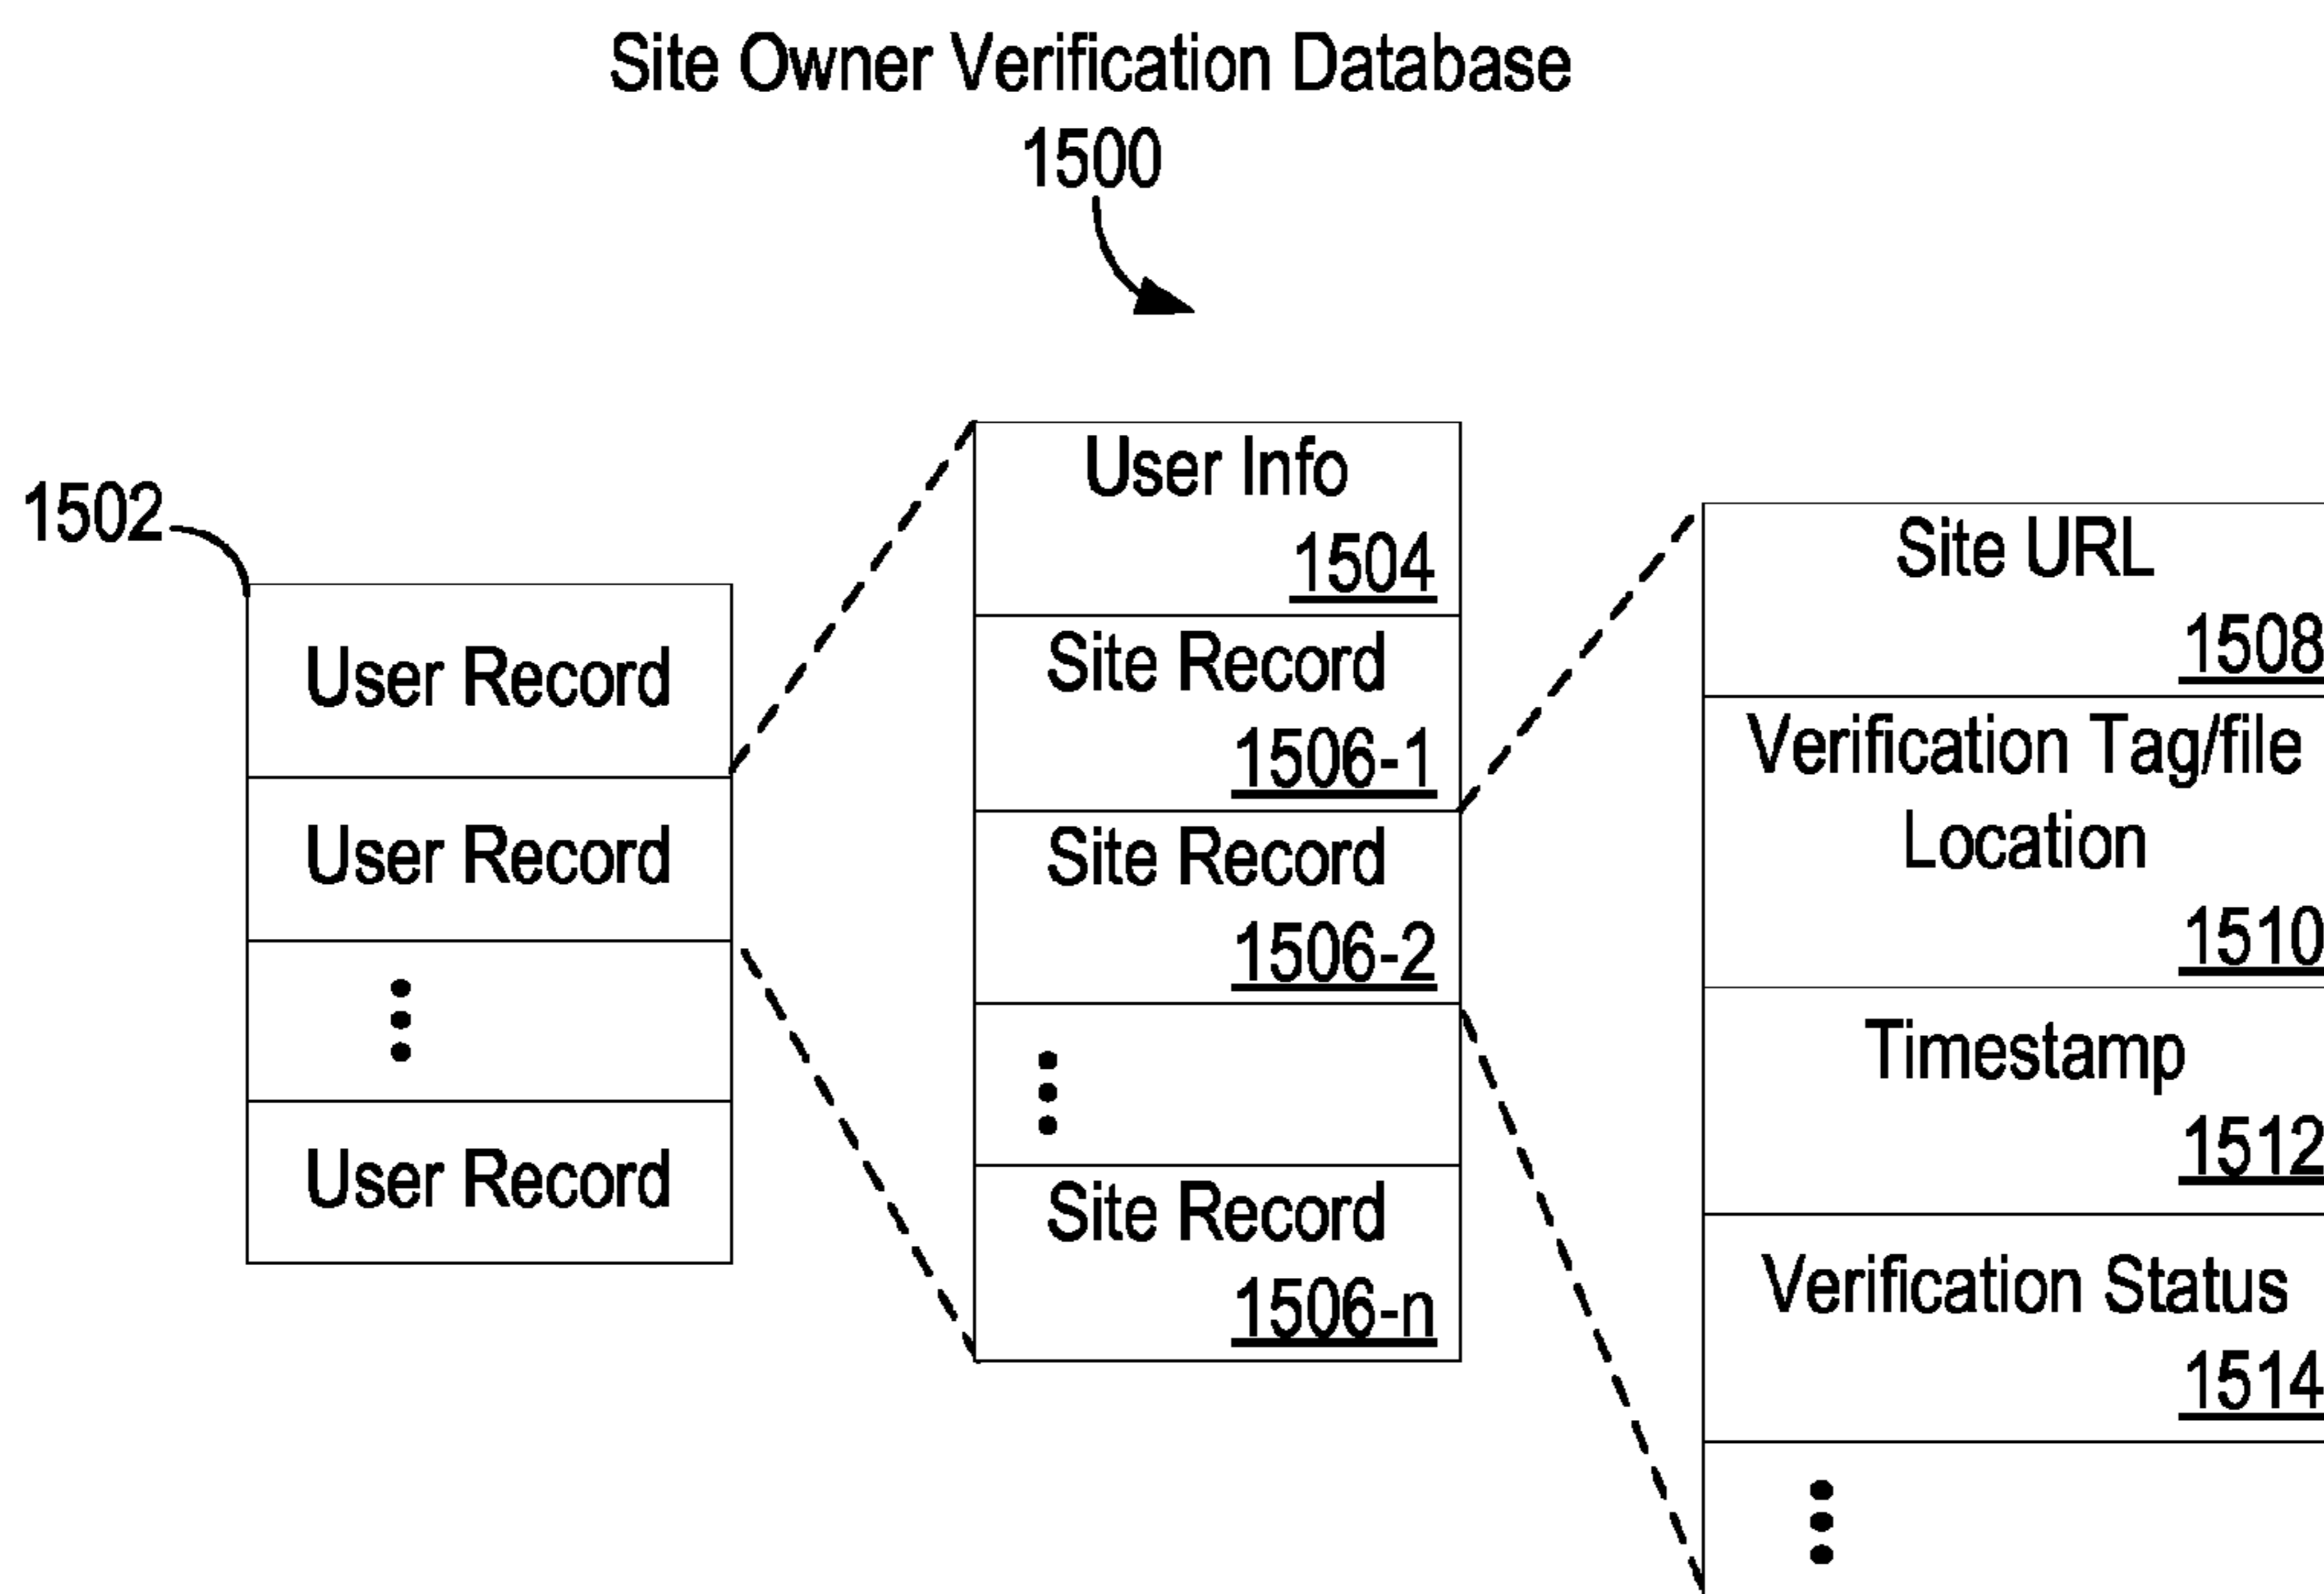 Site Owner Verification Database
1500
1502
User Record
User Record
User Record
User Info
1504
Site Record
1506-1
Site Record
1506-2
Site Record
1506-n
Site URL
1508
Verification Tag/file
Location
1510
Timestamp
1512
Verification Status
1514